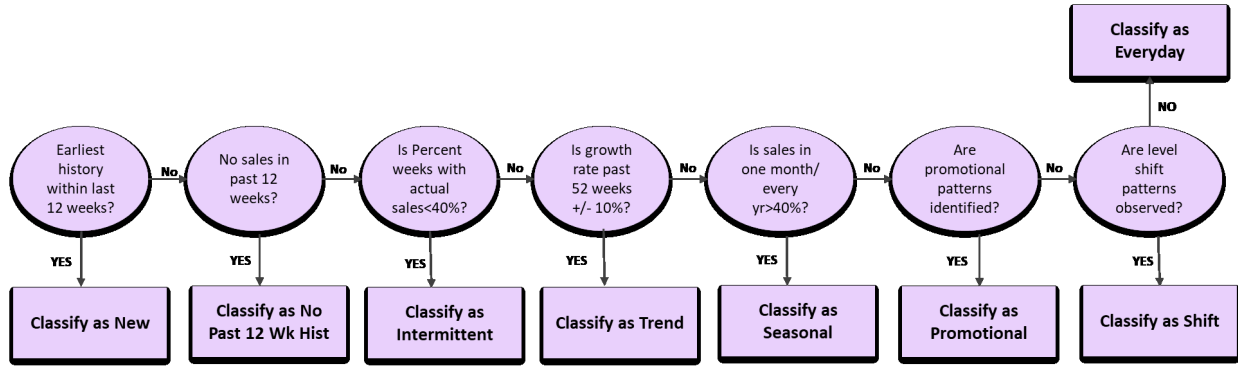 Classify as
Everyday
NO
Earliest
history
within last
12 weeks?
No
No sales in
past 12
weeks?
No
Is Percent
weeks with
actual
sales<40%?
No
Is growth
rate past
52 weeks
+/- 10%?
No
Is sales in
one month/
every
yr>40%?
No
Are
promotional
patterns
identified?
No
Are level
shift
patterns
observed?
YES
YES
YES
YES
YES
YES
YES
Classify as New
Classify as No
Past 12 Wk Hist
Classify as
Intermittent
Classify as Trend
Classify as
Seasonal
Classify as
Promotional
Classify as Shift